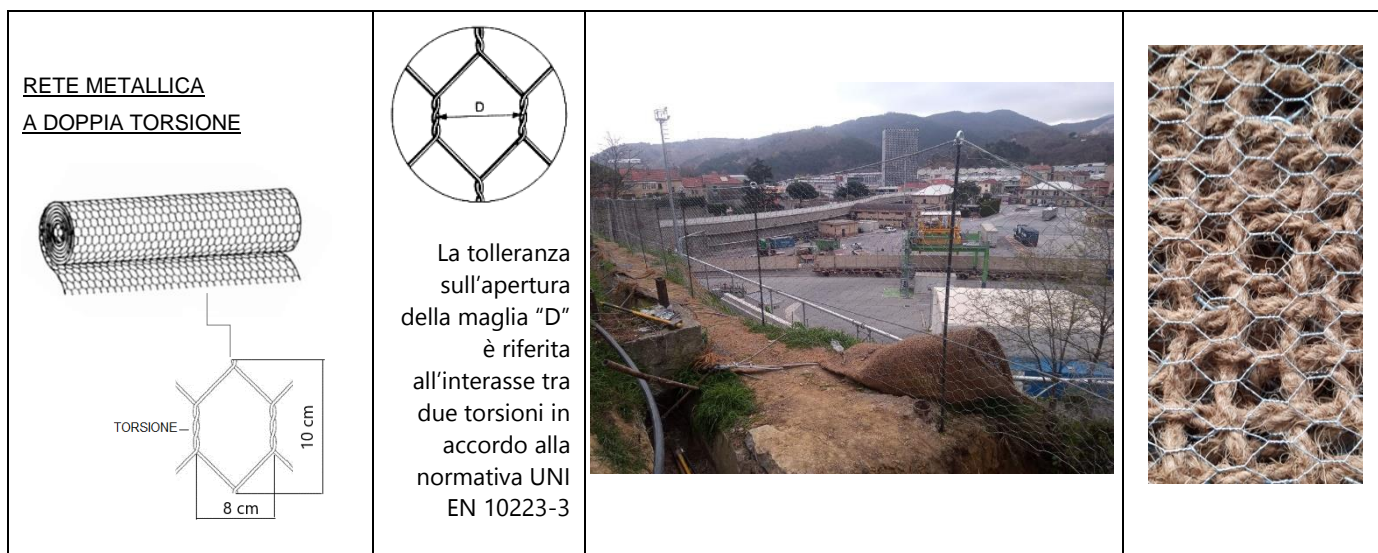 RETE METALLICA
A DOPPIA TORSIONE
TORSIONE
10 cm
8 cm
D
La tolleranza
sull’apertura
della maglia “D”
è riferita
all’interasse tra
due torsioni in
accordo alla
normativa UNI
EN 10223-3